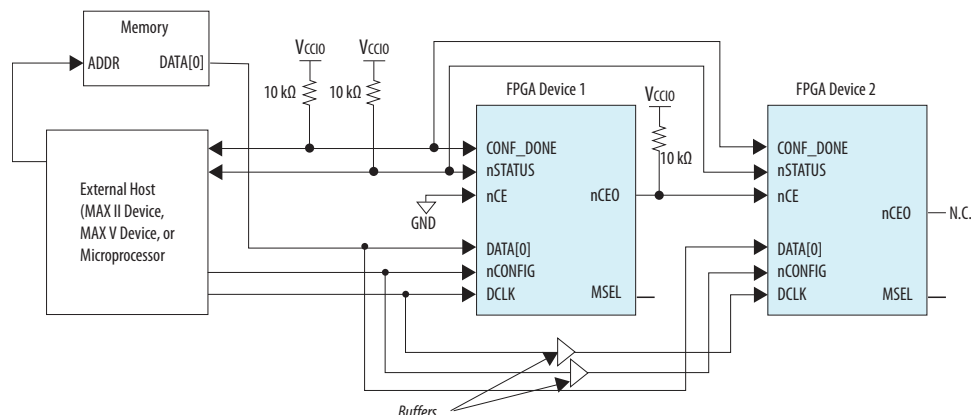 Memory
ADDR
DATA[0]
VCCIO
VCCIO
10 kΩ
10 kΩ
External Host
(MAX II Device,
MAX V Device, or
Microprocessor
FPGA Device 1
CONF_DONE
nSTATUS
nCE
nCEO
GND
DATA[0]
nCONFIG
DCLK
MSEL
VCCIO
10 kΩ
FPGA Device 2
CONF_DONE
nSTATUS
nCE
nCEO
N.C.
DATA[0]
nCONFIG
DCLK
MSEL
Buffers